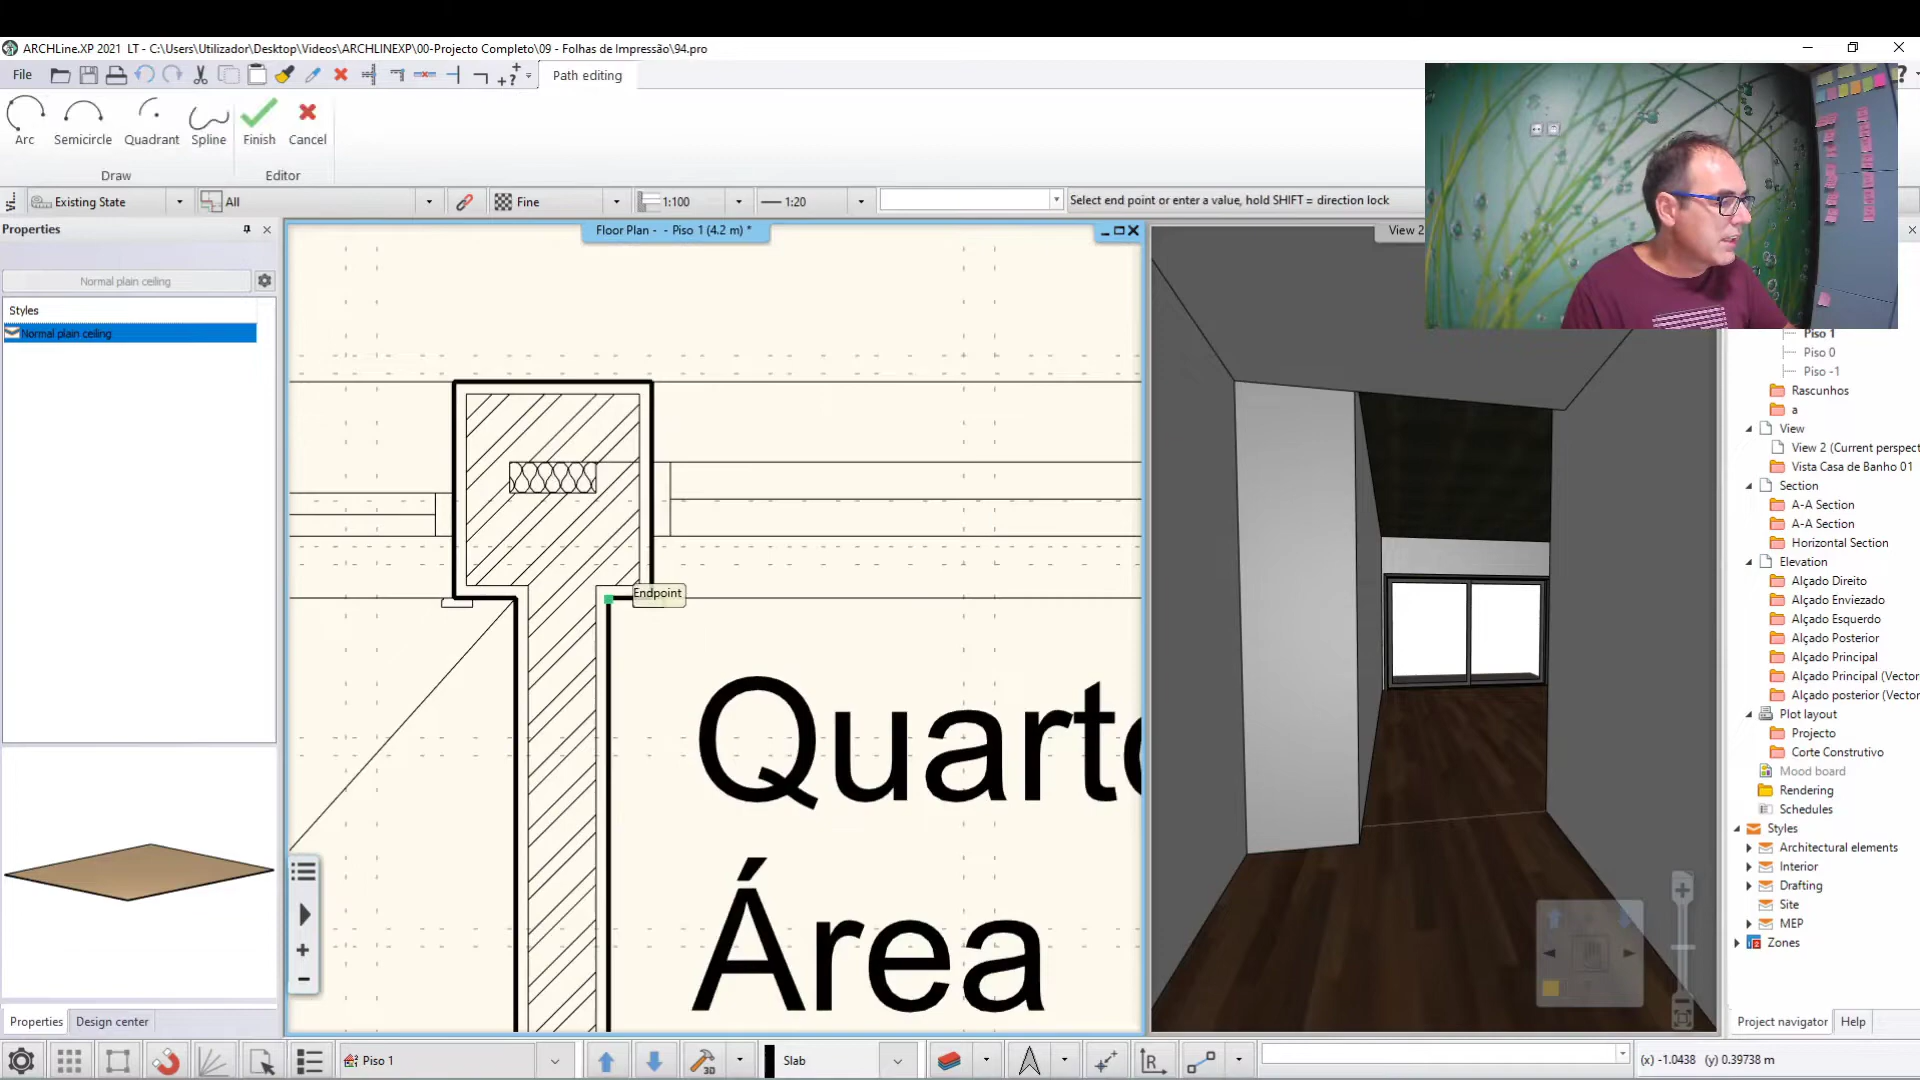 ARCHLine.XP 2021 LT - C:\Users\Utilizador\Desktop\Videos\ARCHLINEXP\00-Projecto Completo\09 - Folhas de Impressão\94.pro
File
Path editing
Arc
Semicircle
Quadrant
Spline
Finish
Cancel
Draw
Editor
Existing State
All
Fine
1:100
1:20
Select end point or enter a value, hold SHIFT = direction lock
Properties
Floor Plan - - Piso 1 (4.2 m) *
View 2
Normal plain ceiling
Styles
Normal plain ceiling
Endpoint
Quarto
Área
Piso 1
Piso 0
Piso -1
Rascunhos
a
View
View 2 (Current perspect
Vista Casa de Banho 01
Section
A-A Section
A-A Section
Horizontal Section
Elevation
Alçado Direito
Alçado Enviezado
Alçado Esquerdo
Alçado Posterior
Alçado Principal
Alçado Principal (Vector
Alçado posterior (Vector
Plot layout
Projecto
Corte Construtivo
Mood board
Rendering
Schedules
Styles
Architectural elements
Interior
Drafting
Site
MEP
Zones
Properties
Design center
Project navigator
Help
Piso 1
3D
Slab
R
(x) -1.0438 (y) 0.39738 m